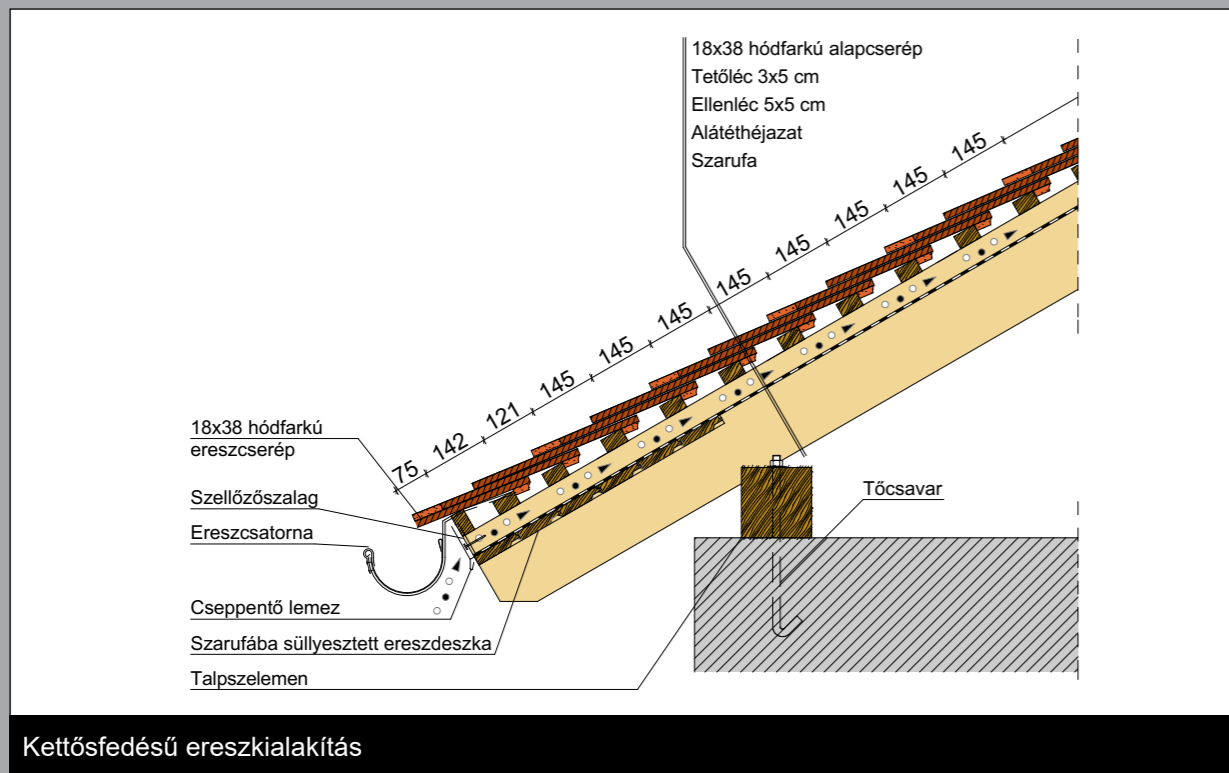 18x38 hódfarkú alapcserép
Tetőléc 3x5 cm
Ellenléc 5x5 cm
Alátéthéjazat
Szarufa
145
145
145
145
145
145
145
145
145
121
142
75
18x38 hódfarkú
ereszcserép
Szellőzőszalag
Ereszcsatorna
Tőcsavar
Cseppentő lemez
Szarufába süllyesztett ereszdeszka
Talpszelemen
Kettősfedésű ereszkialakítás